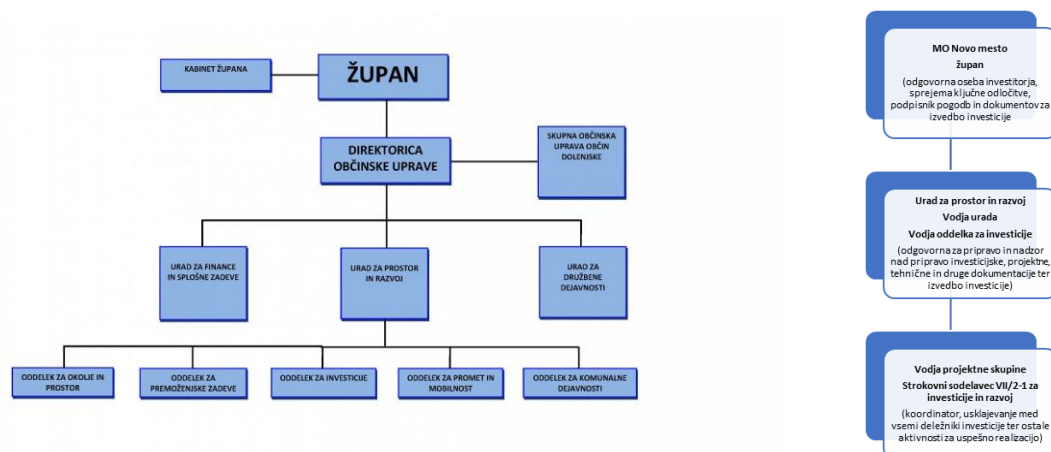 KABINET ŽUPANA
ŽUPAN
DIREKTORICA
OBČINSKE UPRAVE
SKUPNA OBČINSKA
UPRAVA OBČIN
DOLENJSKE
URAD ZA FINANCE
IN SPLOŠNE ZADEVE
URAD ZA PROSTOR
IN RAZVOJ
URAD ZA
DRUŽBENE
DEJAVNOSTI
ODDELEK ZA OKOLJE IN
PROSTOR
ODDELEK ZA
PREMOŽENJSKE ZADEVE
ODDELEK ZA INVESTICIJE
ODDELEK ZA PROMET IN
MOBILNOST
ODDELEK ZA KOMUNALNE
DEJAVNOSTI
MO Novo mesto
župan
(odgovorna oseba investitorja,
sprejema ključne odločitve,
podpisnik pogodb in dokumentov za
izvedbo investicije
Urad za prostor in razvoj
Vodja urada
Vodja oddelka za investicije
(odgovorna za pripravo in nadzor
nad pripravo investicijske, projektne,
tehnične in druge dokumentacije ter
izvedbo investicije)
Vodja projektne skupine
Strokovni sodelavec VII/2-1 za
investicije in razvoj
(koordinator, usklajevanje med
vsemi deležniki investicije ter ostale
aktivnosti za uspešno realizacijo)